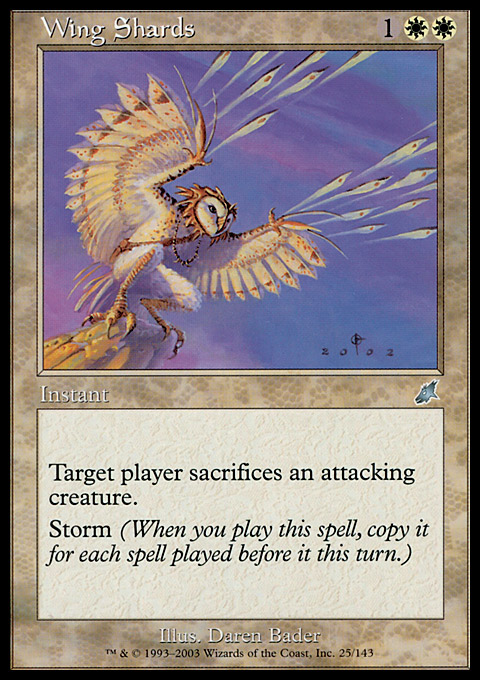 Wing Shards 1
2002
Instant
Target player sacrifices an attacking
creature.
Storm (When you play this spell, copy it
for each spell played before it this turn.)
Illus. Daren Bader
™ & © 1993–2003 Wizards of the Coast, Inc. 25/143